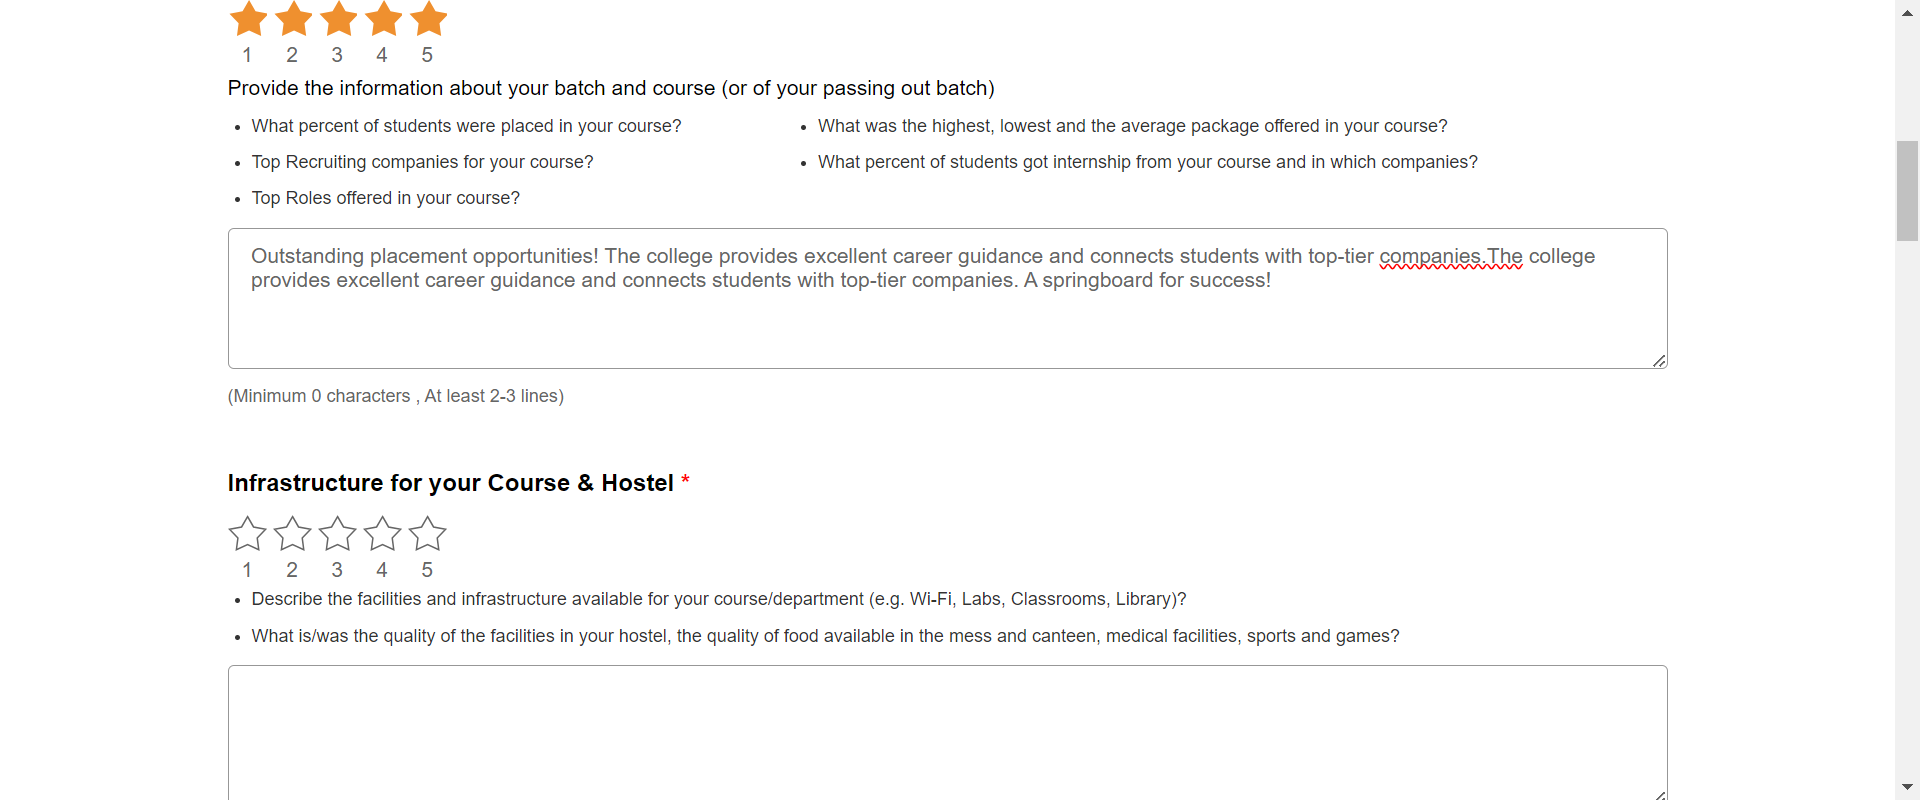 1 2 3 4 5
Provide the information about your batch and course (or of your passing out batch)
What percent of students were placed in your course?
What was the highest, lowest and the average package offered in your course?
Top Recruiting companies for your course?
What percent of students got internship from your course and in which companies?
Top Roles offered in your course?
Outstanding placement opportunities! The college provides excellent career guidance and connects students with top-tier companies.The college
provides excellent career guidance and connects students with top-tier companies. A springboard for success!
(Minimum 0 characters , At least 2-3 lines)
Infrastructure for your Course & Hostel *
1 2 3 4 5
Describe the facilities and infrastructure available for your course/department (e.g. Wi-Fi, Labs, Classrooms, Library)?
What is/was the quality of the facilities in your hostel, the quality of food available in the mess and canteen, medical facilities, sports and games?